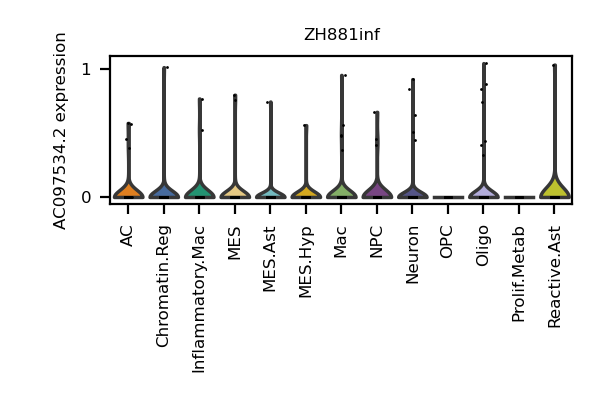 ZH881inf
AC097534.2 expression
1
0
AC
Chromatin.Reg
Inflammatory.Mac
MES
MES.Ast
MES.Hyp
Mac
NPC
Neuron
OPC
Oligo
Prolif.Metab
Reactive.Ast